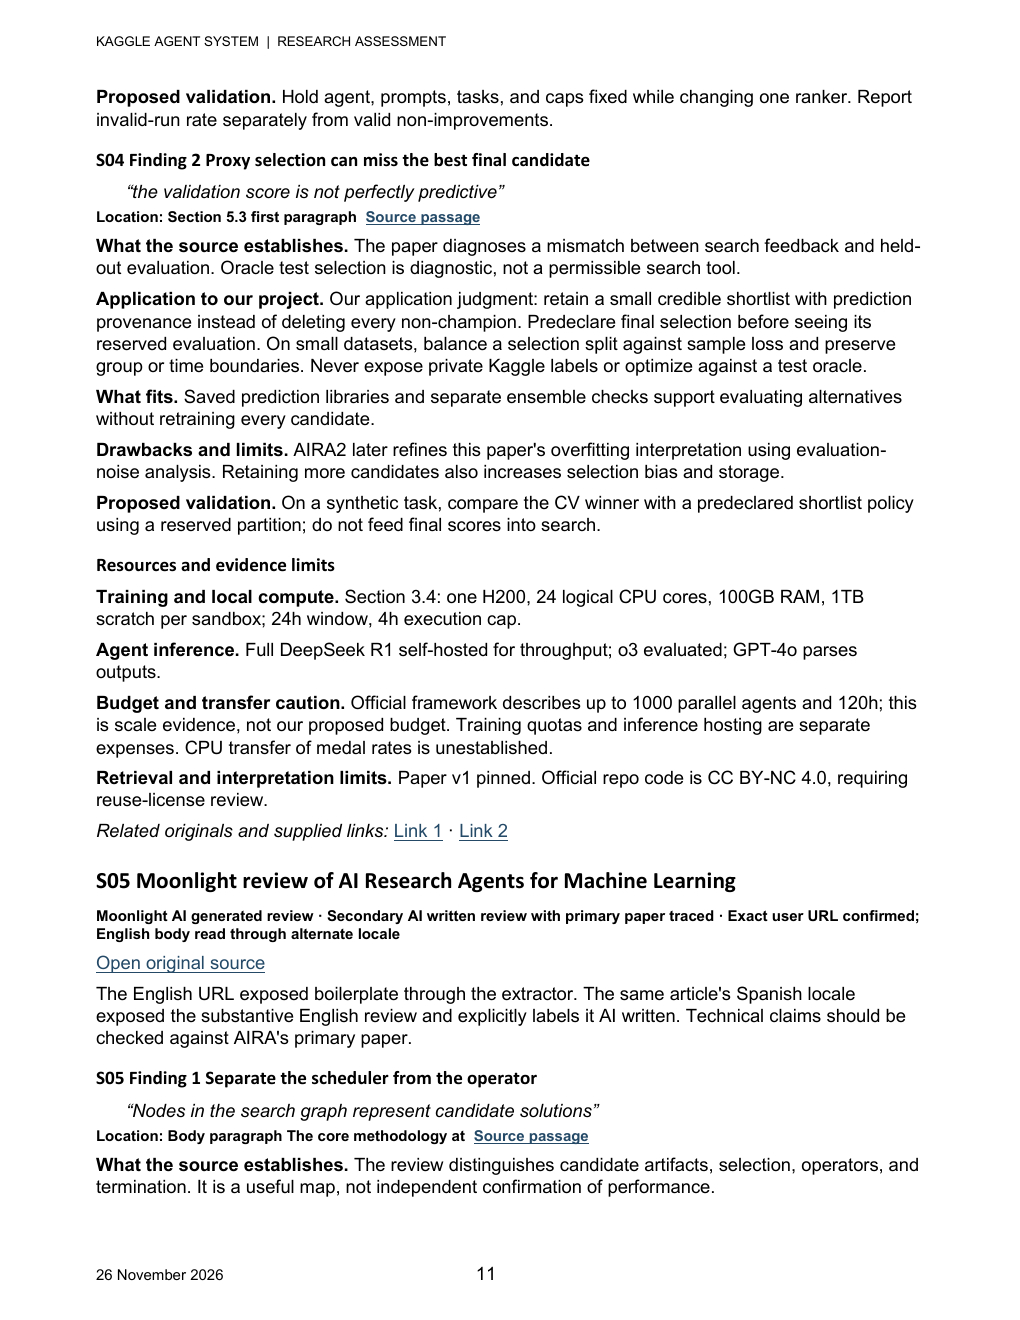 KAGGLE AGENT SYSTEM | RESEARCH ASSESSMENT
Proposed validation. Hold agent, prompts, tasks, and caps fixed while changing one ranker. Report
invalid-run rate separately from valid non-improvements.
S04 Finding 2 Proxy selection can miss the best final candidate
“the validation score is not perfectly predictive”
Location: Section 5.3 first paragraph Source passage
What the source establishes. The paper diagnoses a mismatch between search feedback and held-
out evaluation. Oracle test selection is diagnostic, not a permissible search tool.
Application to our project. Our application judgment: retain a small credible shortlist with prediction
provenance instead of deleting every non-champion. Predeclare final selection before seeing its
reserved evaluation. On small datasets, balance a selection split against sample loss and preserve
group or time boundaries. Never expose private Kaggle labels or optimize against a test oracle.
What fits. Saved prediction libraries and separate ensemble checks support evaluating alternatives
without retraining every candidate.
Drawbacks and limits. AIRA2 later refines this paper's overfitting interpretation using evaluation-
noise analysis. Retaining more candidates also increases selection bias and storage.
Proposed validation. On a synthetic task, compare the CV winner with a predeclared shortlist policy
using a reserved partition; do not feed final scores into search.
Resources and evidence limits
Training and local compute. Section 3.4: one H200, 24 logical CPU cores, 100GB RAM, 1TB
scratch per sandbox; 24h window, 4h execution cap.
Agent inference. Full DeepSeek R1 self-hosted for throughput; o3 evaluated; GPT-4o parses
outputs.
Budget and transfer caution. Official framework describes up to 1000 parallel agents and 120h; this
is scale evidence, not our proposed budget. Training quotas and inference hosting are separate
expenses. CPU transfer of medal rates is unestablished.
Retrieval and interpretation limits. Paper v1 pinned. Official repo code is CC BY-NC 4.0, requiring
reuse-license review.
Related originals and supplied links: Link 1 · Link 2
S05 Moonlight review of AI Research Agents for Machine Learning
Moonlight AI generated review · Secondary AI written review with primary paper traced · Exact user URL confirmed;
English body read through alternate locale
Open original source
The English URL exposed boilerplate through the extractor. The same article's Spanish locale
exposed the substantive English review and explicitly labels it AI written. Technical claims should be
checked against AIRA's primary paper.
S05 Finding 1 Separate the scheduler from the operator
“Nodes in the search graph represent candidate solutions”
Location: Body paragraph The core methodology at Source passage
What the source establishes. The review distinguishes candidate artifacts, selection, operators, and
termination. It is a useful map, not independent confirmation of performance.
26 November 2026
11